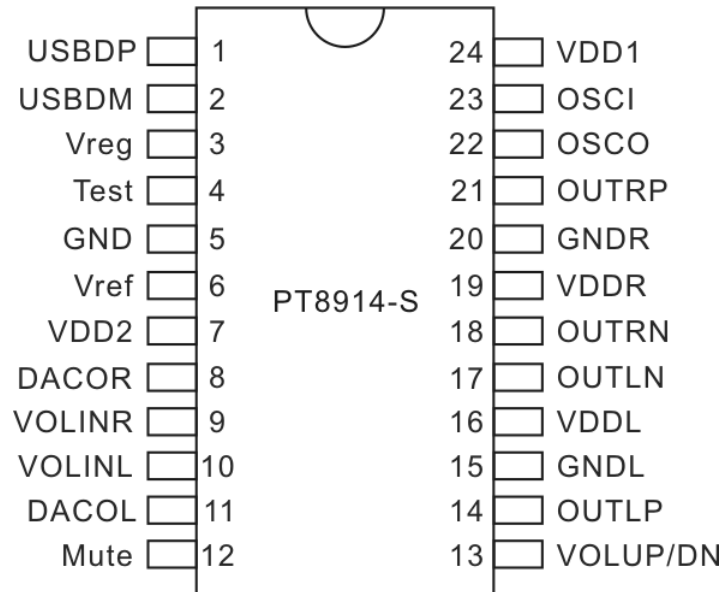 USBDP 1 24 VDD1
USBDM 2 23 OSCI
Vreg 3 22 OSCO
Test 4 21 OUTRP
GND 5 20 GNDR
Vref 6 19 VDDR
PT8914-S
VDD2 7 18 OUTRN
DACOR 8 17 OUTLN
VOLINR 9 16 VDDL
VOLINL 10 15 GNDL
DACOL 11 14 OUTLP
Mute 12 13 VOLUP/DN